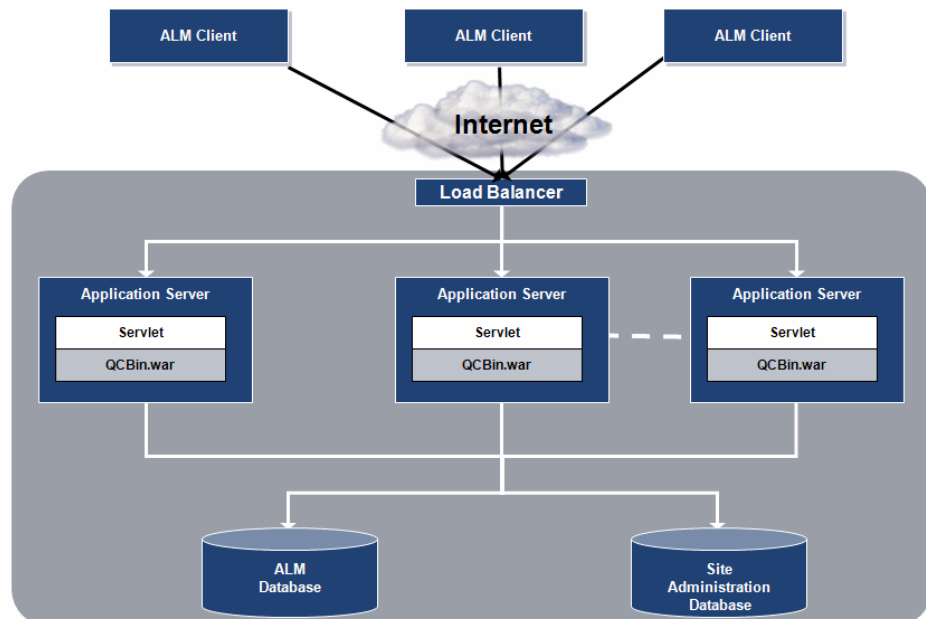 ALM Client
ALM Client
ALM Client
Internet
Load Balancer
Application Server
Servlet
QCBin.war
Application Server
Servlet
QCBin.war
Application Server
Servlet
QCBin.war
ALM
Database
Site
Administration
Database